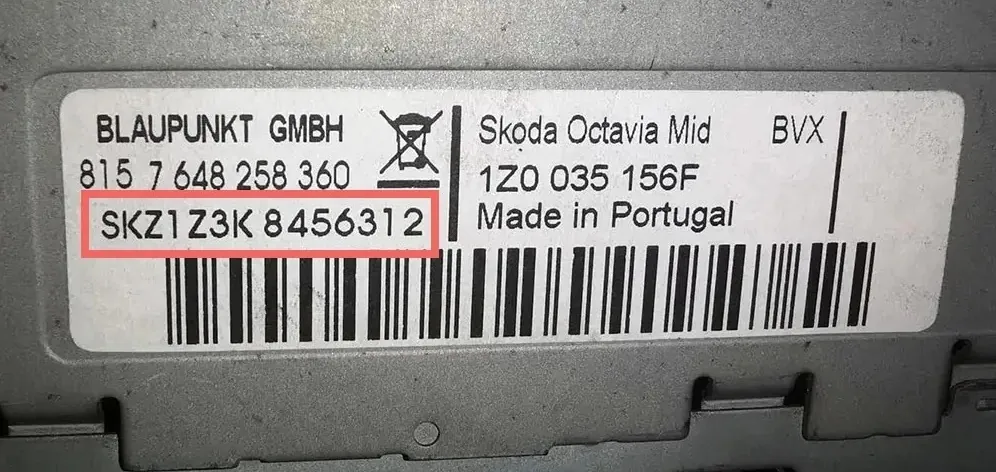 BLAUPUNKT GMBH
815 7 648 258 360
SKZ1Z3K 8456312
Skoda Octavia Mid BVX
1Z0 035 156F
Made in Portugal